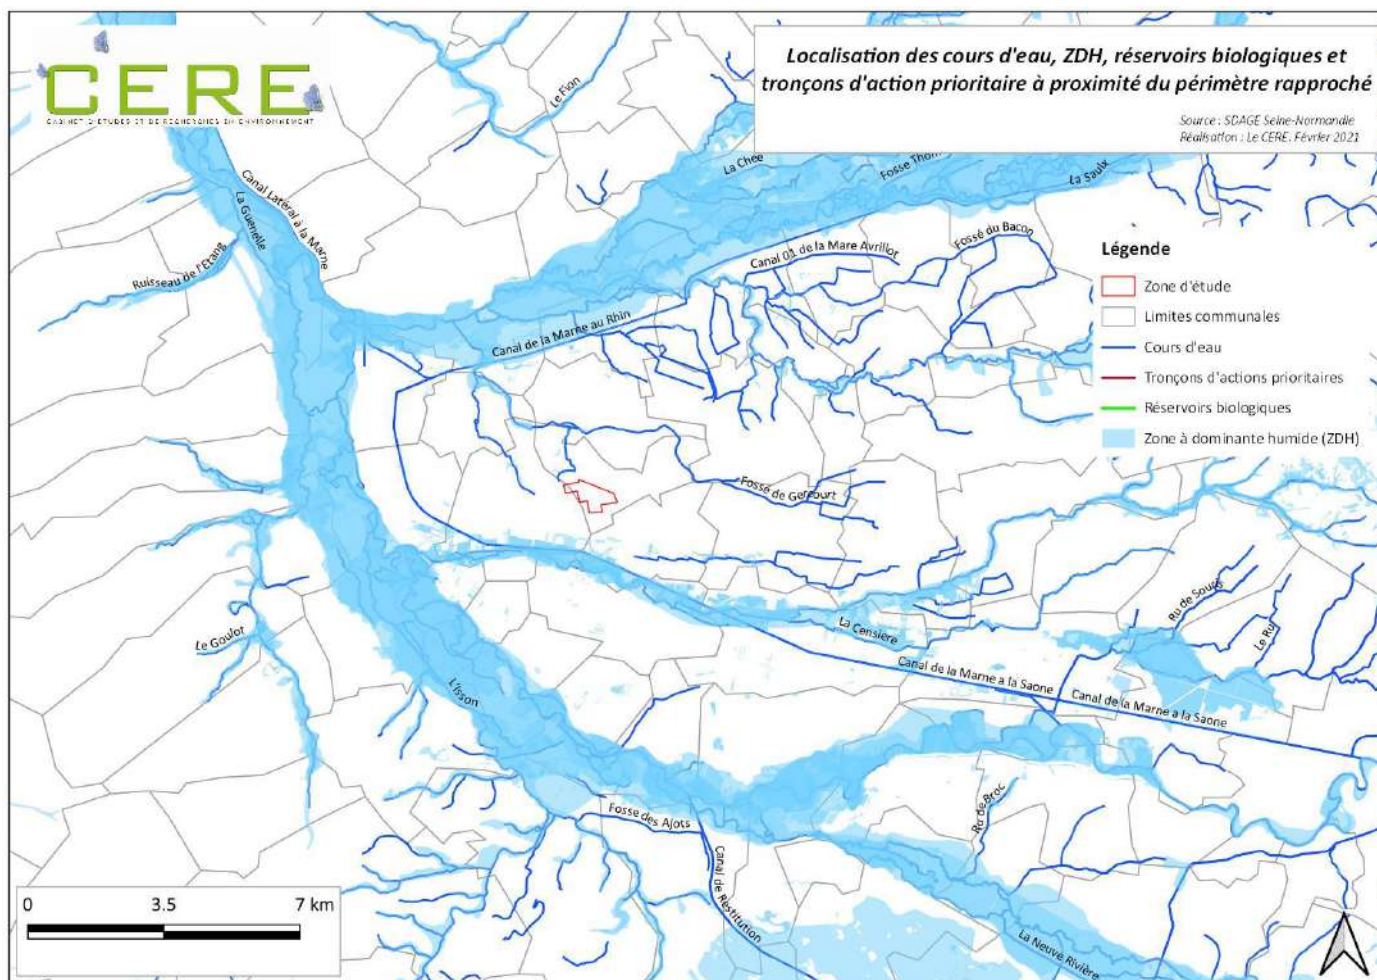 CERE
CABINET D'ÉTUDES ET DE RECHERCHES EN ENVIRONNEMENT
Localisation des cours d'eau, ZDH, réservoirs biologiques et
tronçons d'action prioritaire à proximité du périmètre rapproché
Source : SDAGE Seine-Normandie
Réalisation : Le CERE. Février 2021
Le Fion
La Chée
Fosse Thom
La Saulx
Canal Latéral à la Marne
La Guenelle
Ruisseau de l'Etang
Canal 01 de la Mare Avrillot
Fossé du Bacon
Canal de la Marne au Rhin
Légende
Zone d'étude
Limites communales
Cours d'eau
Tronçons d'actions prioritaires
Réservoirs biologiques
Zone à dominante humide (ZDH)
Fossé de Gercourt
Ru de Souris
Le Ru
La Censière
Le Goulot
L'Isson
Canal de la Marne a la Saone
Canal de la Marne a la Saone
Ru de Broc
Fosse des Ajots
Canal de Restitution
La Neuve Rivière
0 3.5 7 km